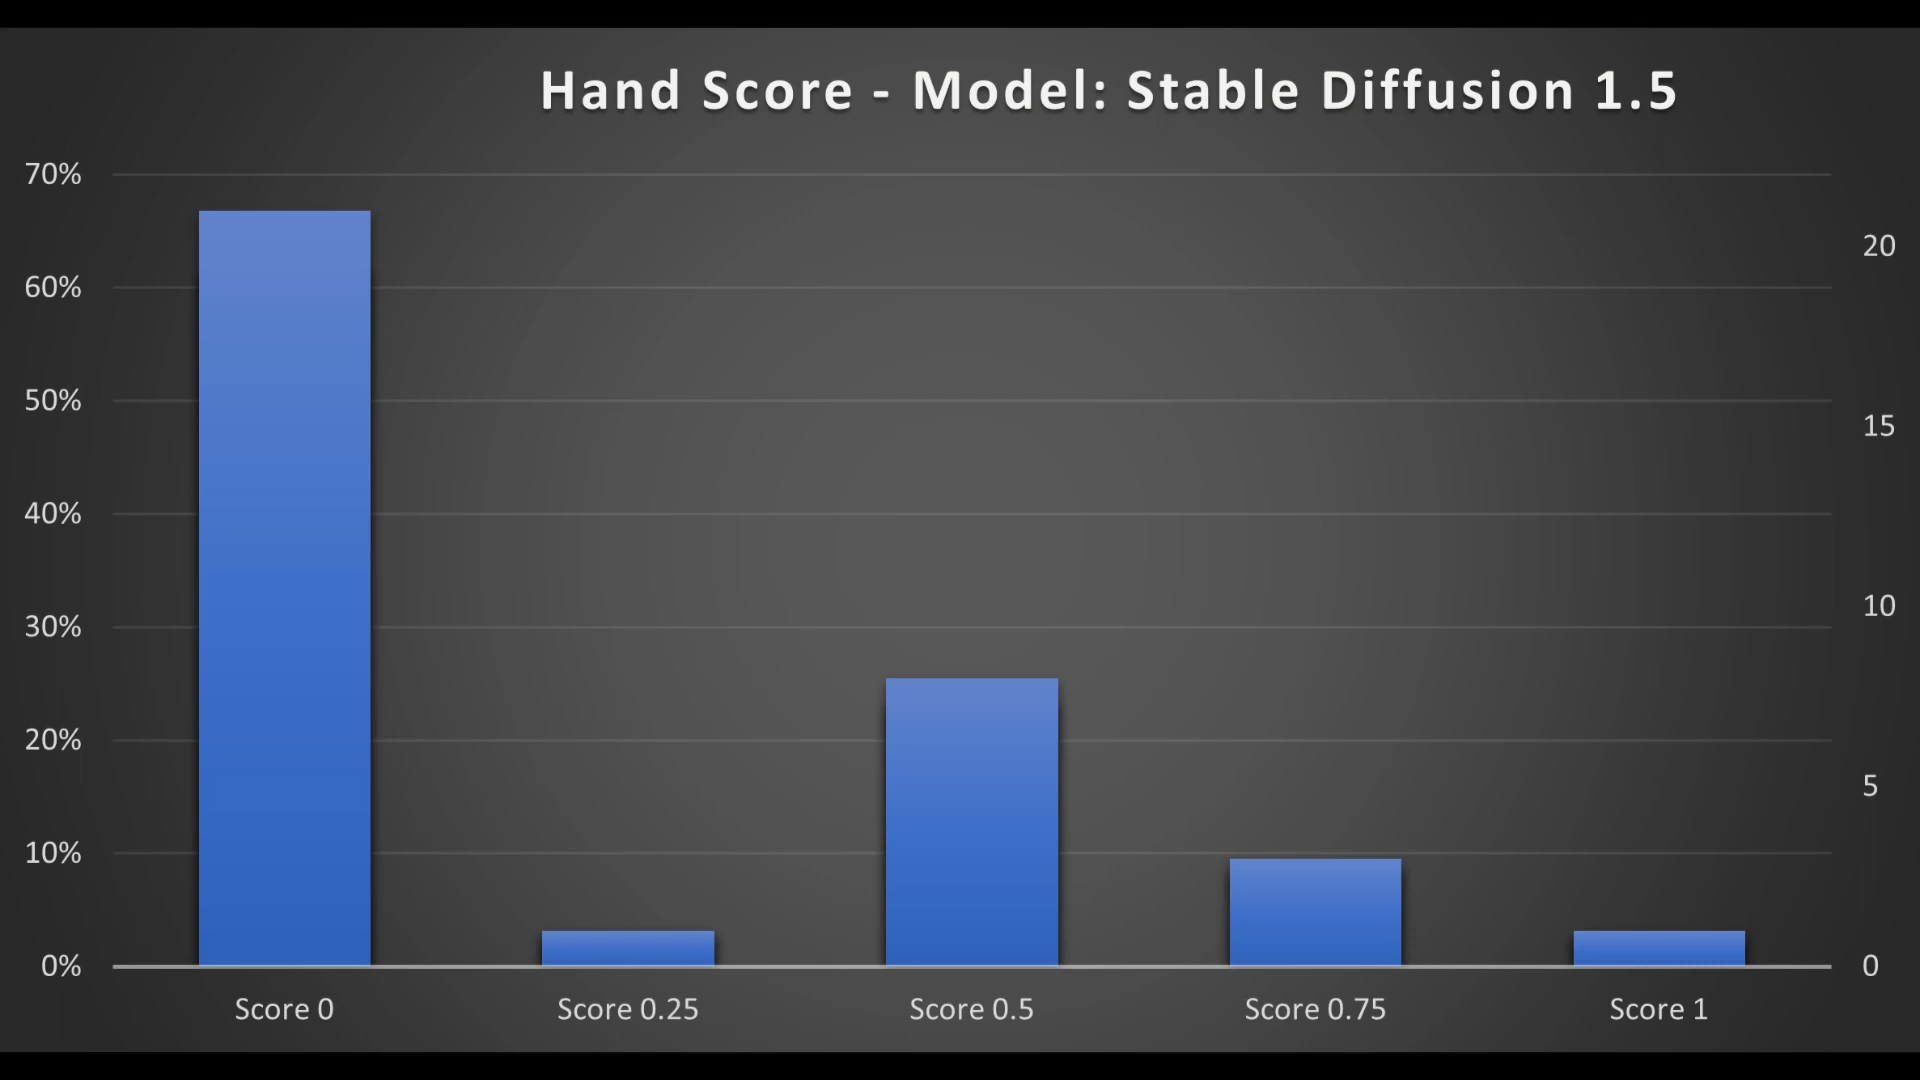 Hand Score - Model: Stable Diffusion 1.5
70%
60%
50%
40%
30%
20%
10%
0%
20
15
10
5
0
Score 0
Score 0.25
Score 0.5
Score 0.75
Score 1